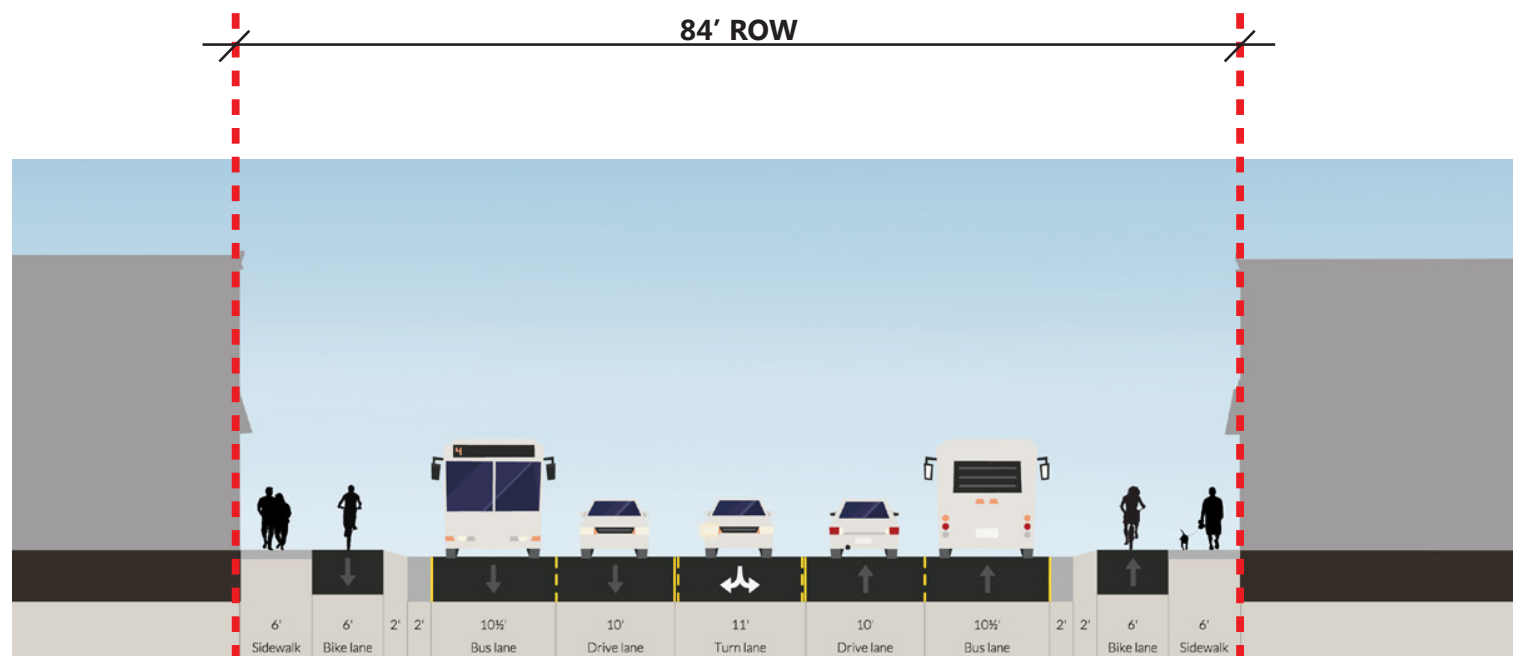 84’ ROW
4
6' 6' 2' 2' 10½' 10' 11' 10' 10½' 2' 2' 6' 6'
Sidewalk Bike lane Bus lane Drive lane Turn lane Drive lane Bus lane Bike lane Sidewalk